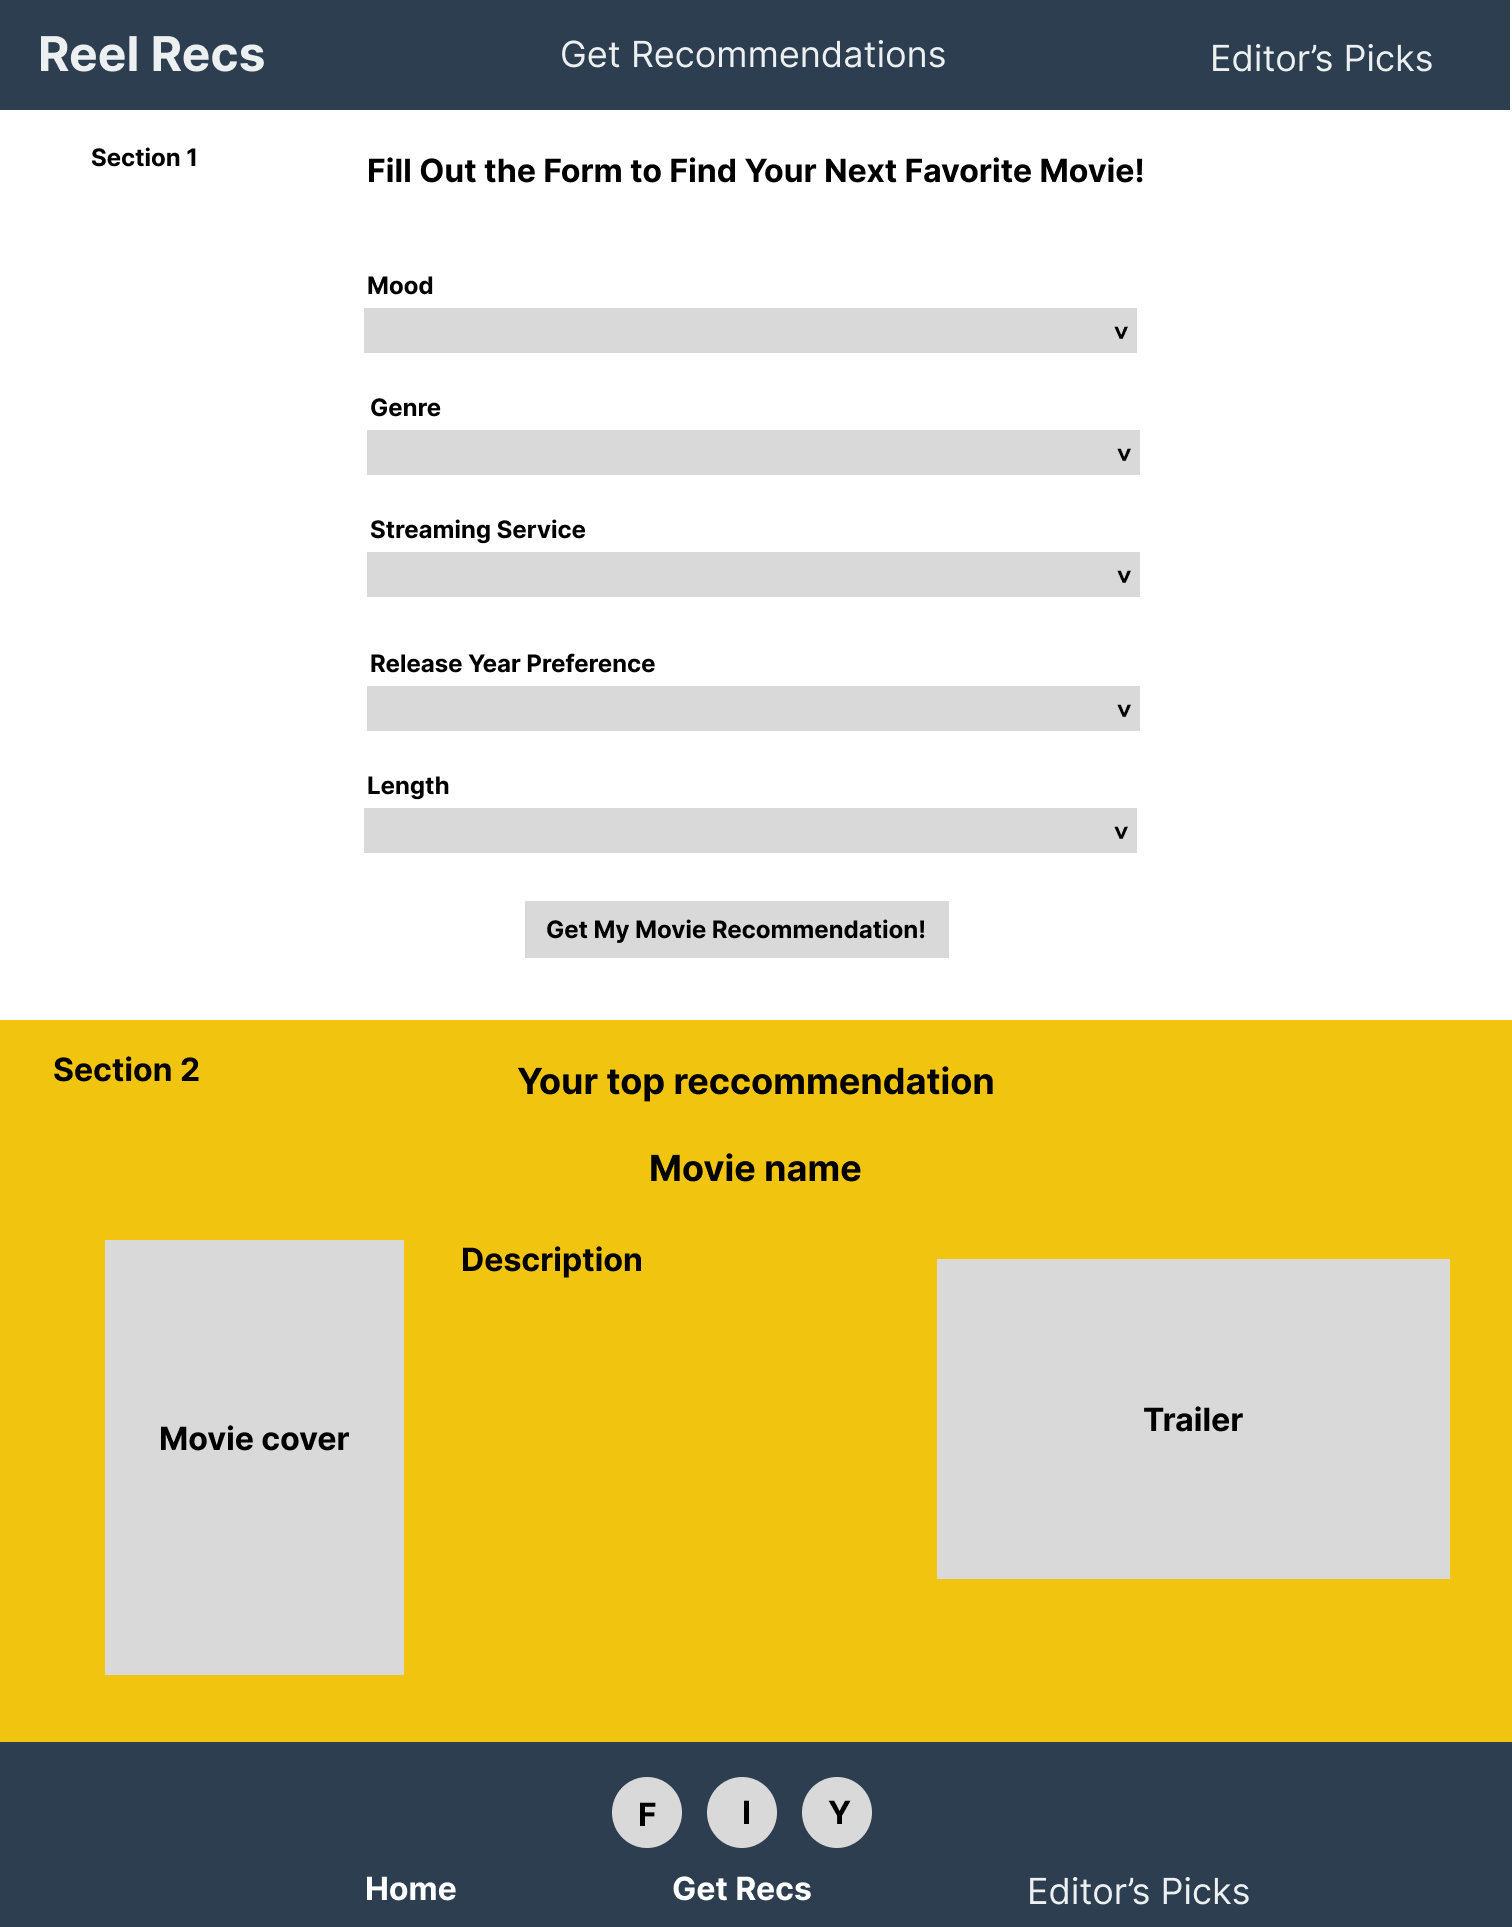 Reel Recs
Get Recommendations
Editor’s Picks
Section 1
Fill Out the Form to Find Your Next Favorite Movie!
Mood
v
Genre
v
Streaming Service
v
Release Year Preference
v
Length
v
Get My Movie Recommendation!
Section 2
Your top reccommendation
Movie name
Movie cover
Description
Trailer
F
I
Y
Home
Get Recs
Editor’s Picks